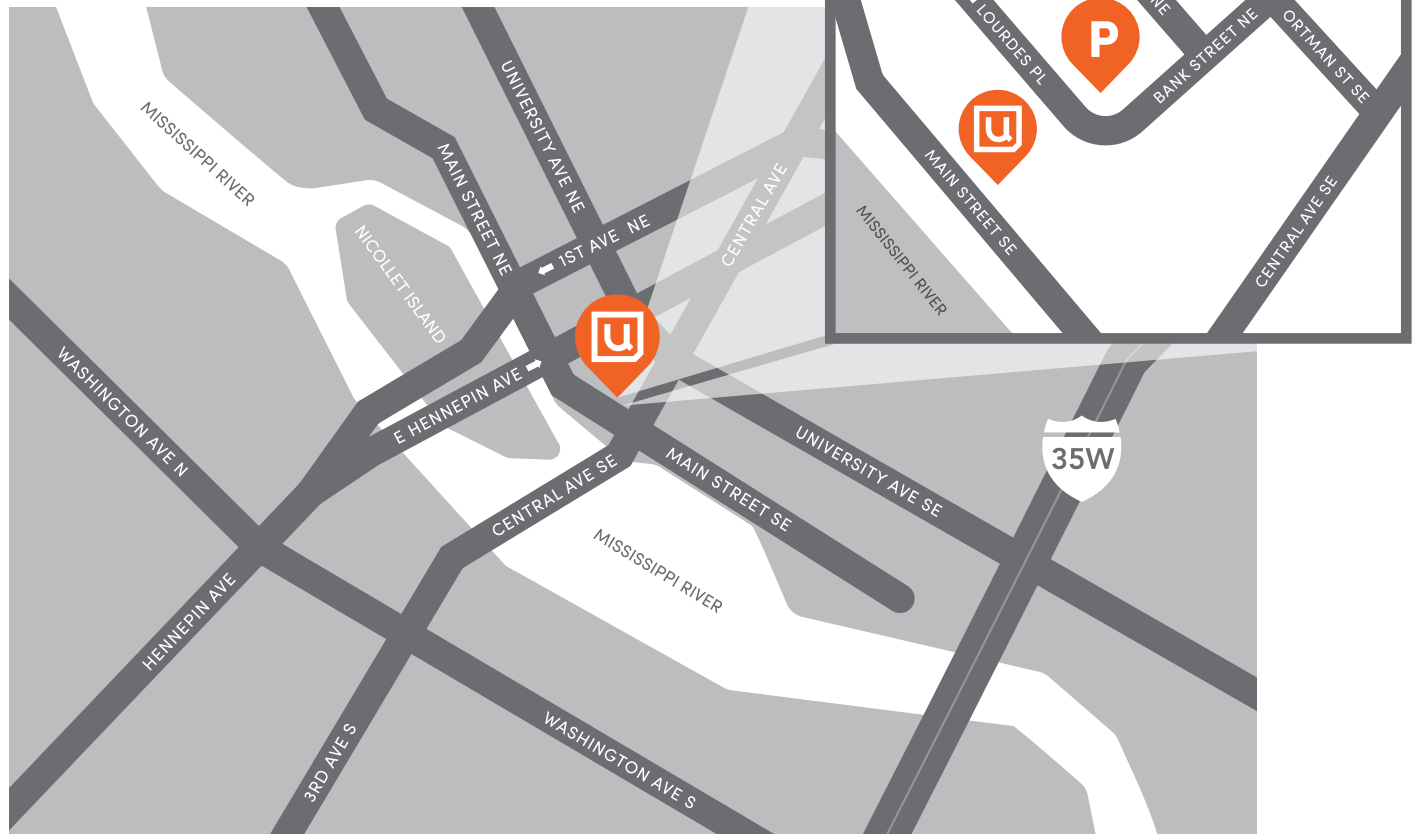 NE
ORTMAN ST SE
LOURDES PL
P
BANK STREET NE
u
MAIN STREET SE
CENTRAL AVE SE
MISSISSIPPI RIVER
UNIVERSITY AVE NE
MISSISSIPPI RIVER
MAIN STREET NE
CENTRAL AVE
1ST AVE NE
NICOLLET ISLAND
u
E HENNEPIN AVE
WASHINGTON AVE N
35W
UNIVERSITY AVE SE
MAIN STREET SE
CENTRAL AVE SE
MISSISSIPPI RIVER
HENNEPIN AVE
3RD AVE S
WASHINGTON AVE S